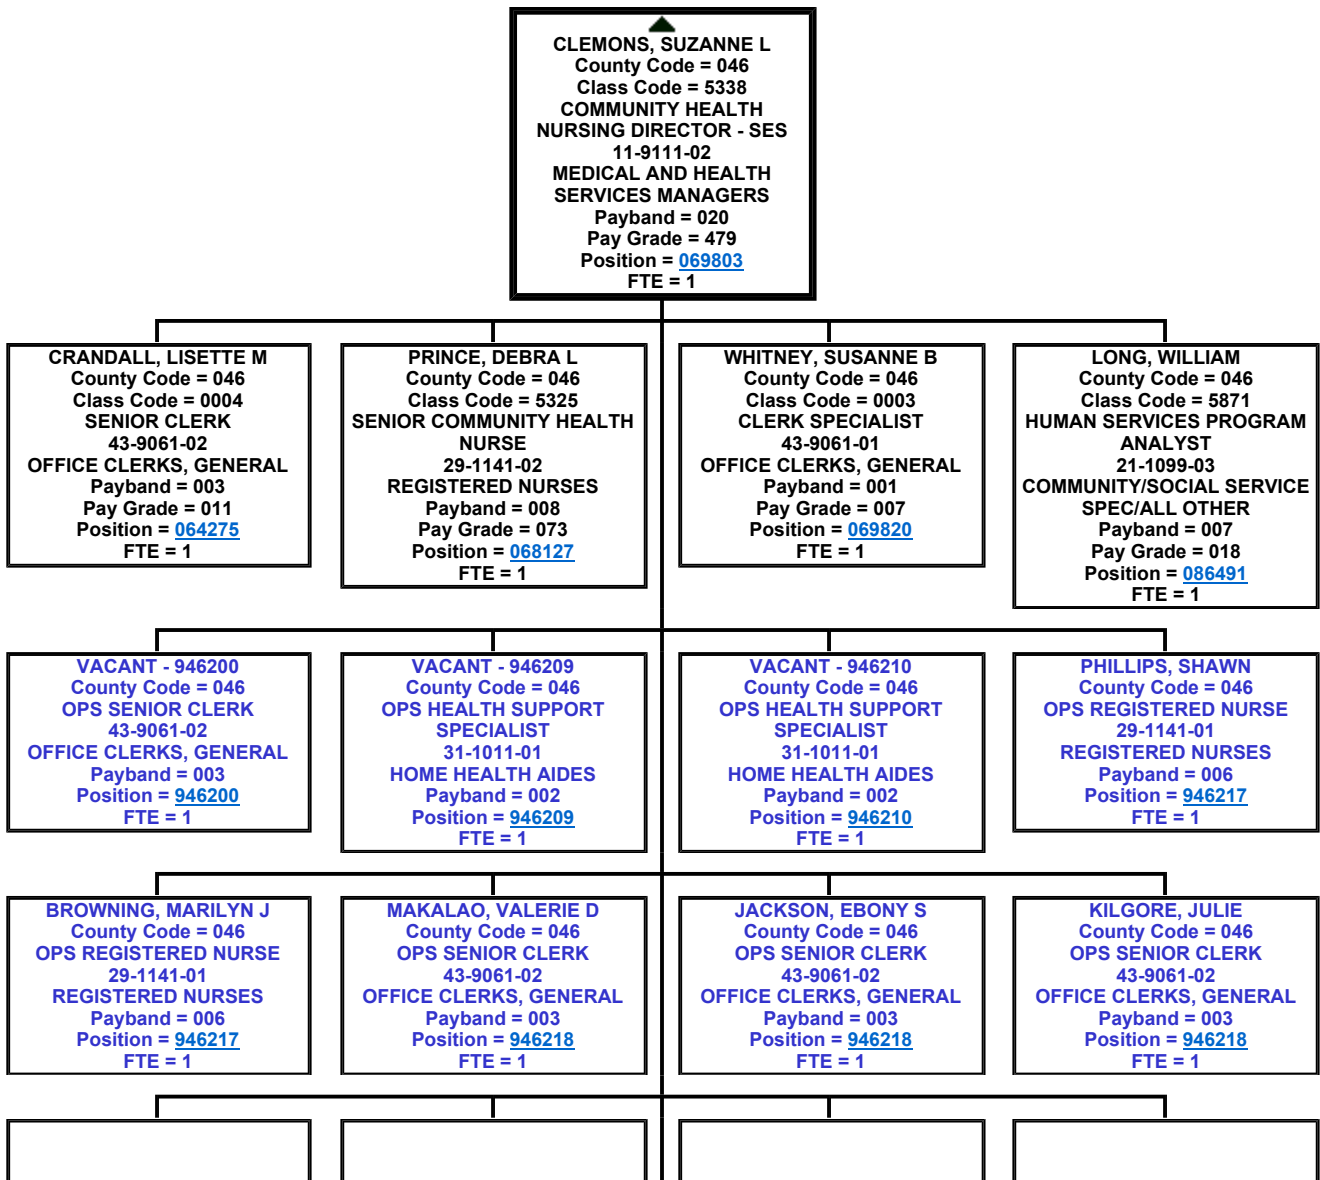 CLEMONS, SUZANNE L
County Code = 046
Class Code = 5338
COMMUNITY HEALTH
NURSING DIRECTOR - SES
11-9111-02
MEDICAL AND HEALTH
SERVICES MANAGERS
Payband = 020
Pay Grade = 479
Position = 069803
FTE = 1
CRANDALL, LISETTE M
County Code = 046
Class Code = 0004
SENIOR CLERK
43-9061-02
OFFICE CLERKS, GENERAL
Payband = 003
Pay Grade = 011
Position = 064275
FTE = 1
PRINCE, DEBRA L
County Code = 046
Class Code = 5325
SENIOR COMMUNITY HEALTH
NURSE
29-1141-02
REGISTERED NURSES
Payband = 008
Pay Grade = 073
Position = 068127
FTE = 1
WHITNEY, SUSANNE B
County Code = 046
Class Code = 0003
CLERK SPECIALIST
43-9061-01
OFFICE CLERKS, GENERAL
Payband = 001
Pay Grade = 007
Position = 069820
FTE = 1
LONG, WILLIAM
County Code = 046
Class Code = 5871
HUMAN SERVICES PROGRAM
ANALYST
21-1099-03
COMMUNITY/SOCIAL SERVICE
SPEC/ALL OTHER
Payband = 007
Pay Grade = 018
Position = 086491
FTE = 1
VACANT - 946200
County Code = 046
OPS SENIOR CLERK
43-9061-02
OFFICE CLERKS, GENERAL
Payband = 003
Position = 946200
FTE = 1
VACANT - 946209
County Code = 046
OPS HEALTH SUPPORT
SPECIALIST
31-1011-01
HOME HEALTH AIDES
Payband = 002
Position = 946209
FTE = 1
VACANT - 946210
County Code = 046
OPS HEALTH SUPPORT
SPECIALIST
31-1011-01
HOME HEALTH AIDES
Payband = 002
Position = 946210
FTE = 1
PHILLIPS, SHAWN
County Code = 046
OPS REGISTERED NURSE
29-1141-01
REGISTERED NURSES
Payband = 006
Position = 946217
FTE = 1
BROWNING, MARILYN J
County Code = 046
OPS REGISTERED NURSE
29-1141-01
REGISTERED NURSES
Payband = 006
Position = 946217
FTE = 1
MAKALAO, VALERIE D
County Code = 046
OPS SENIOR CLERK
43-9061-02
OFFICE CLERKS, GENERAL
Payband = 003
Position = 946218
FTE = 1
JACKSON, EBONY S
County Code = 046
OPS SENIOR CLERK
43-9061-02
OFFICE CLERKS, GENERAL
Payband = 003
Position = 946218
FTE = 1
KILGORE, JULIE
County Code = 046
OPS SENIOR CLERK
43-9061-02
OFFICE CLERKS, GENERAL
Payband = 003
Position = 946218
FTE = 1